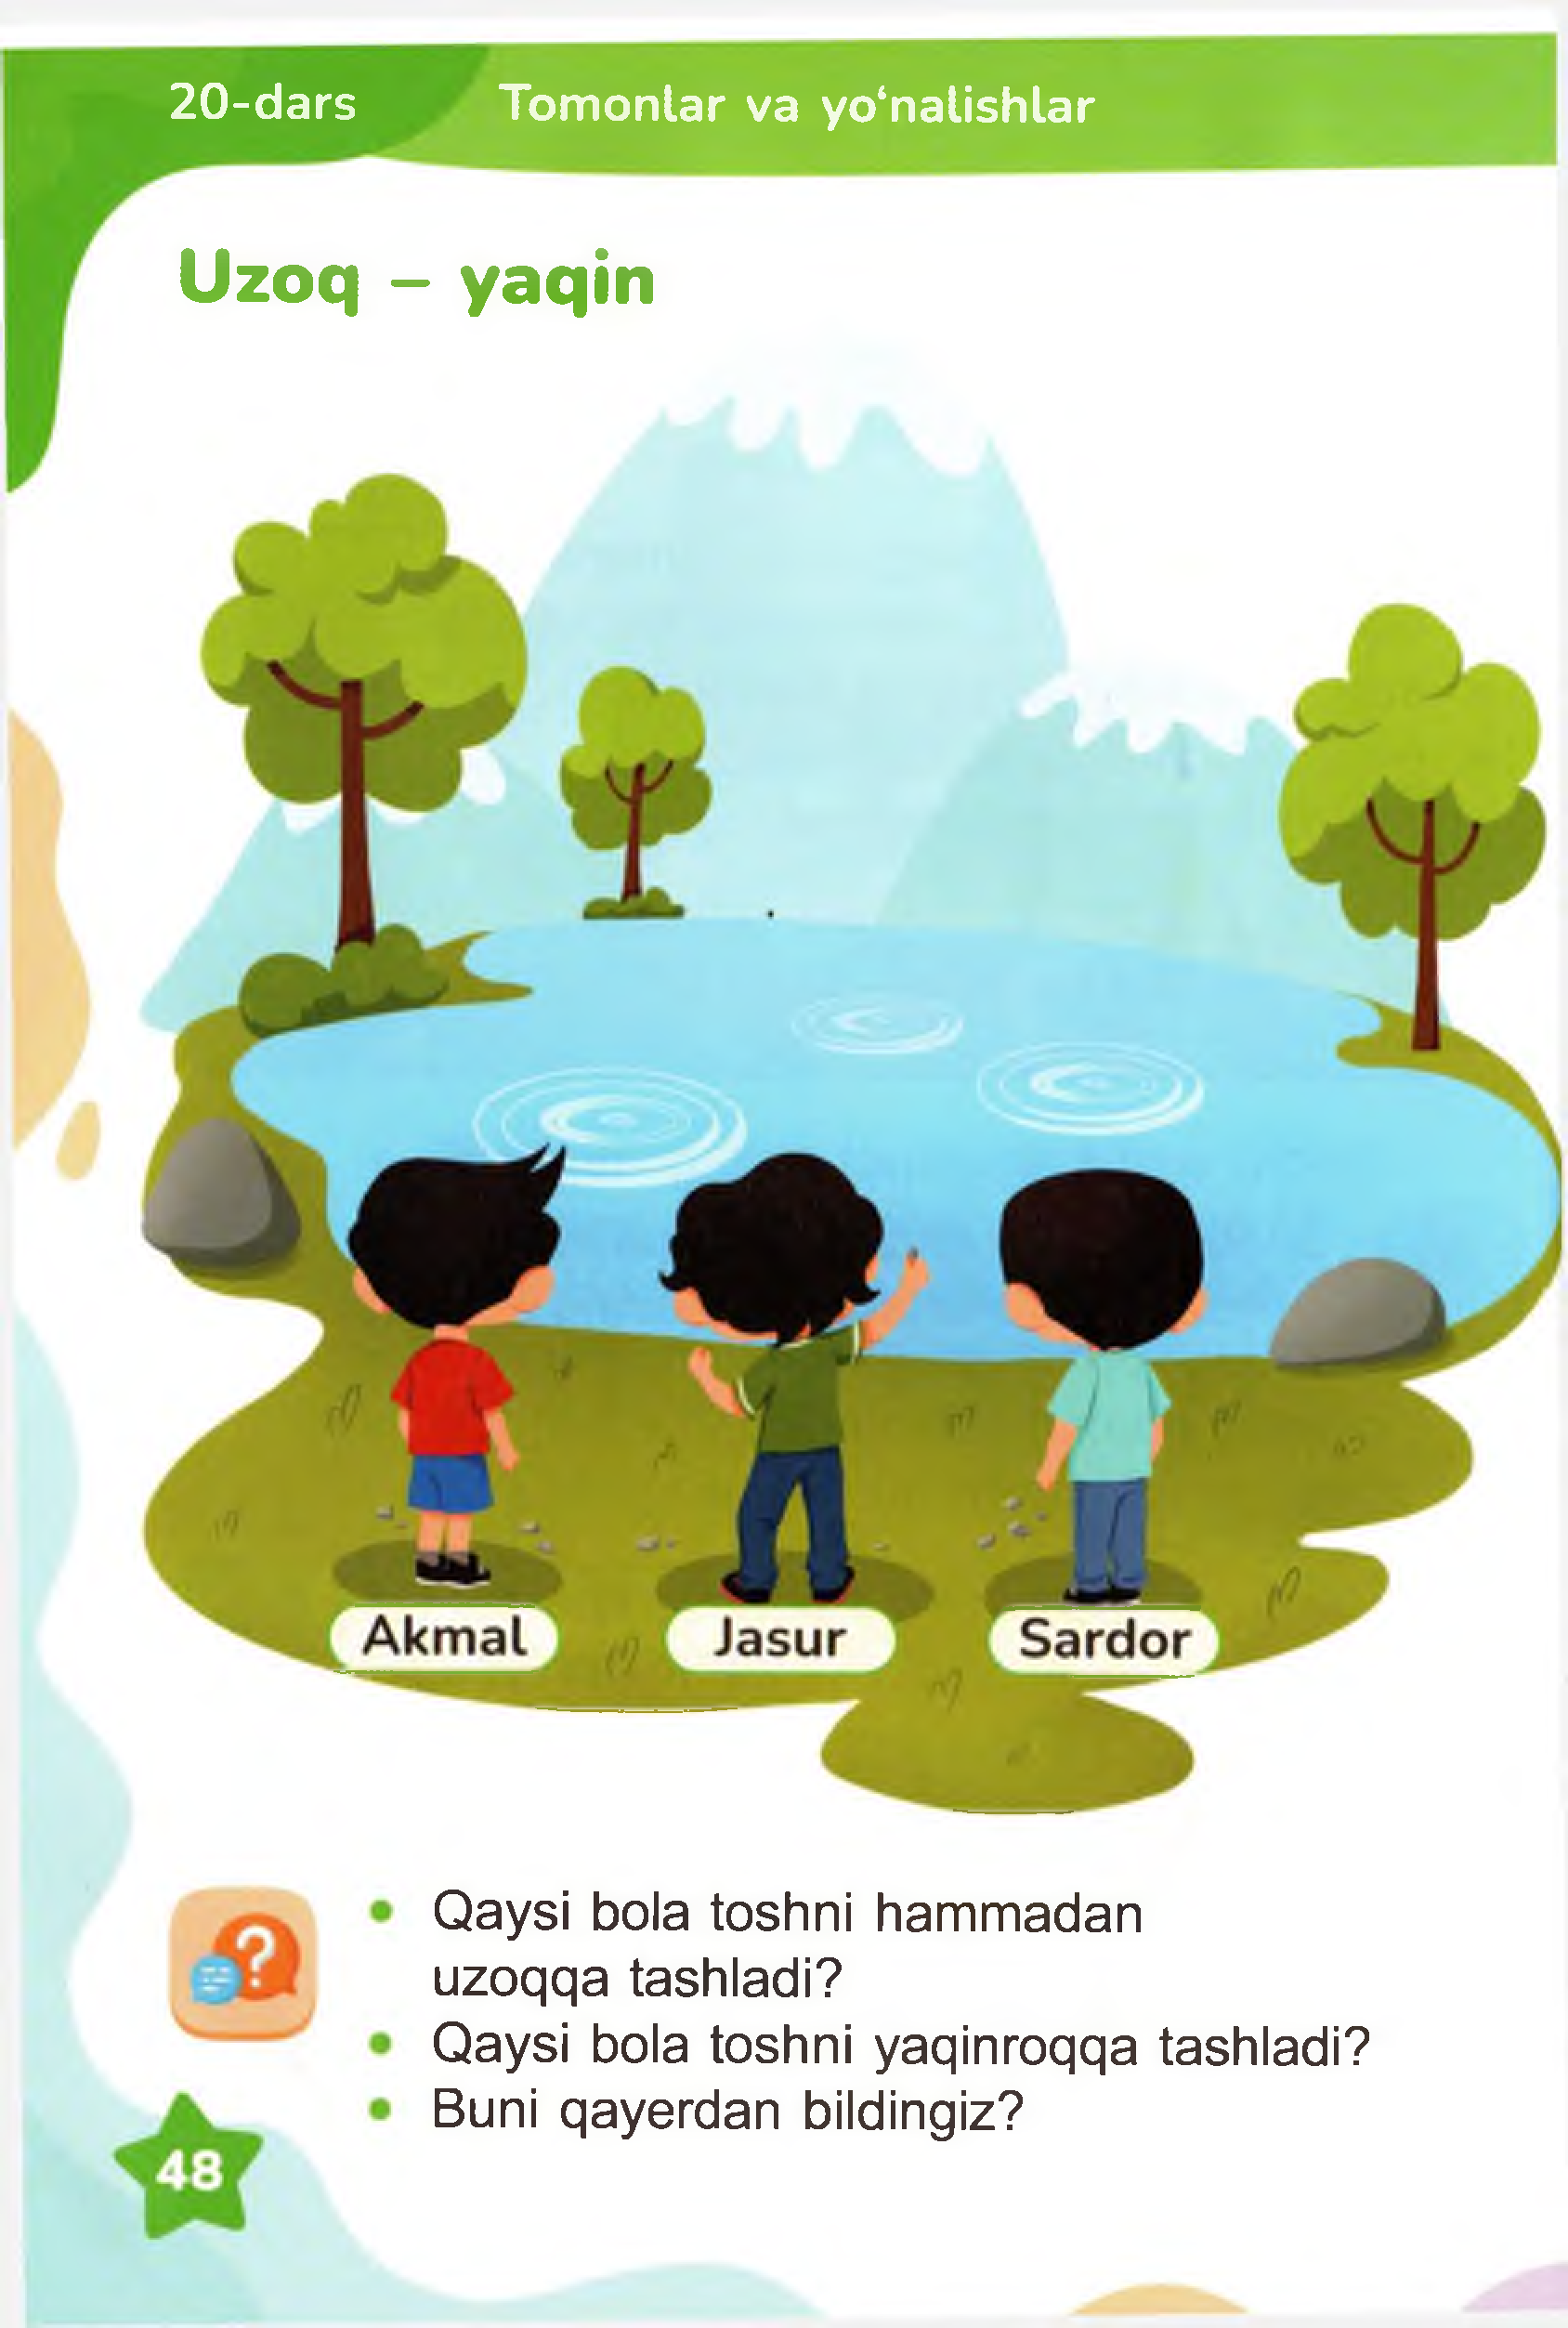 20-dars
Tomonlar va yo‘nalishlar
Uzoq – yaqin
Akmal
Jasur
Sardor
• Qaysi bola toshni hammadan
uzoqqa tashladi?
• Qaysi bola toshni yaqinroqqa tashladi?
• Buni qayerdan bildingiz?
?
48